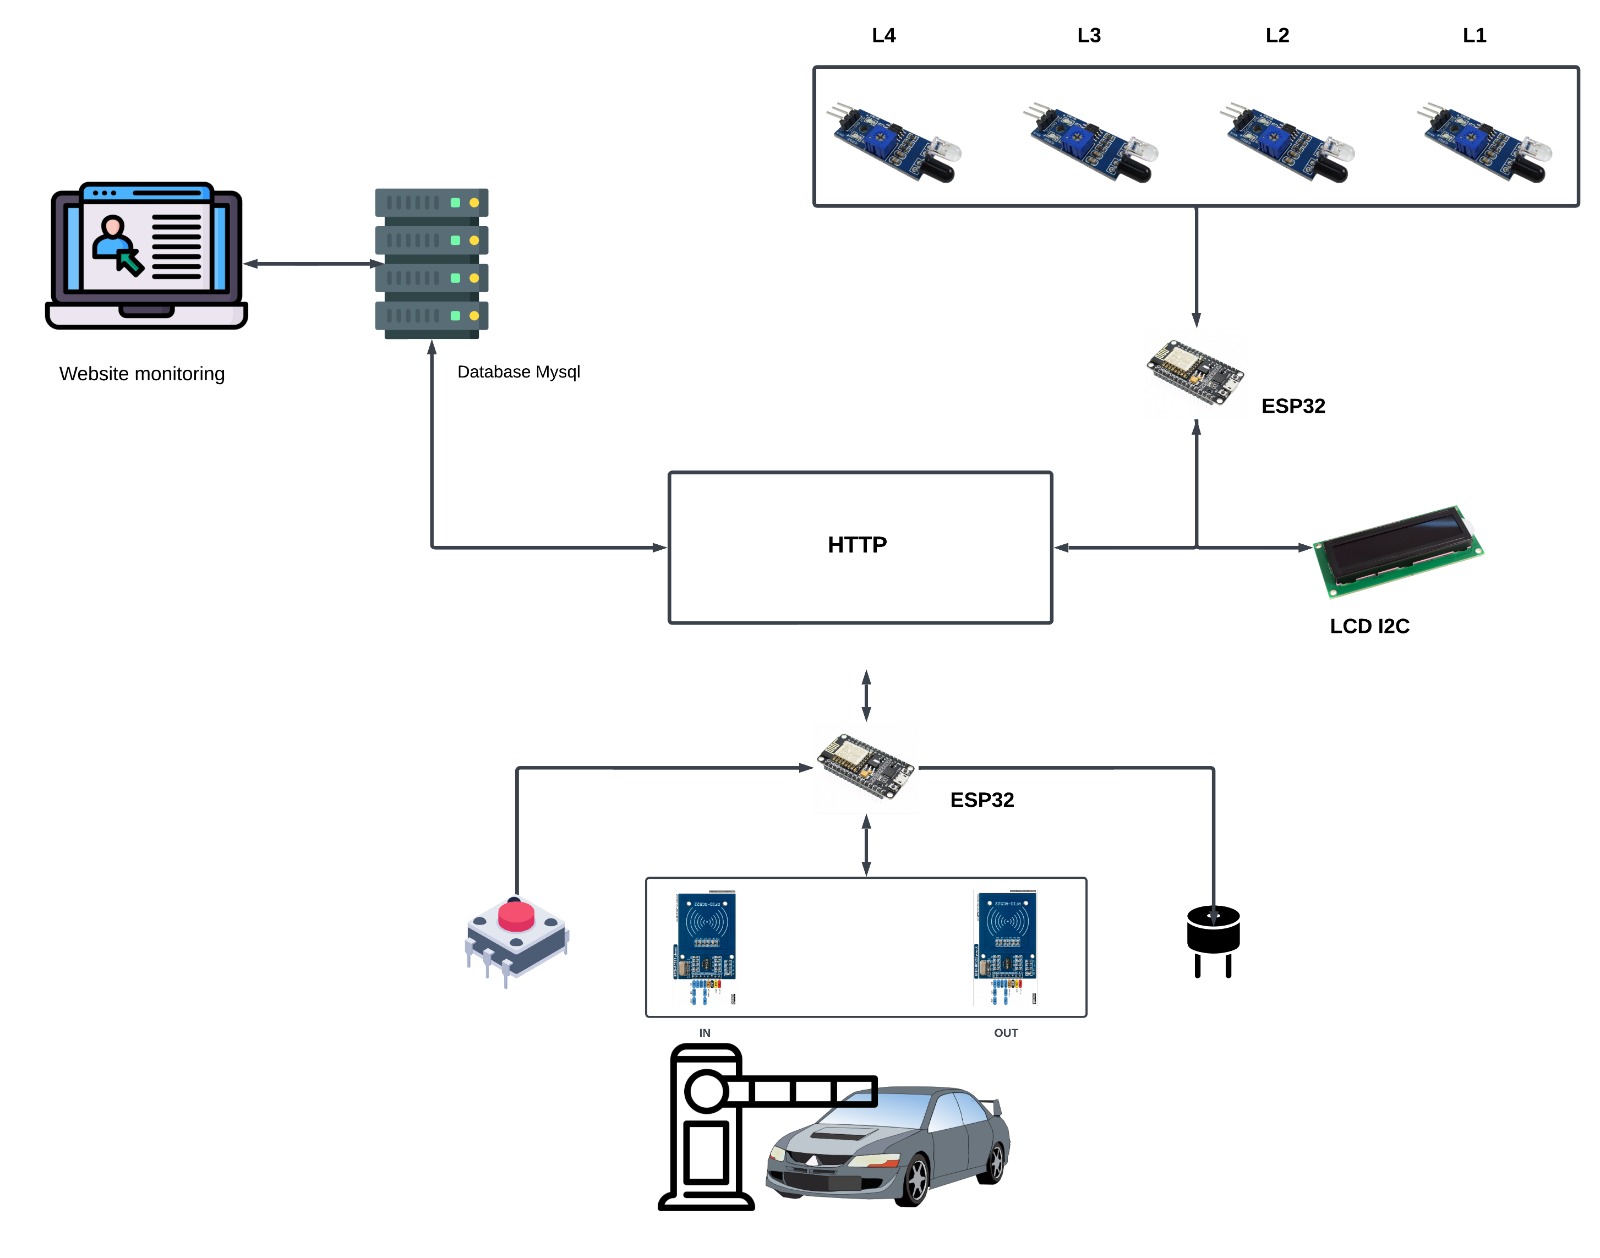 L4 L3 L2 L1
Website monitoring
Database Mysql
ESP32
HTTP
LCD I2C
ESP32
IN OUT